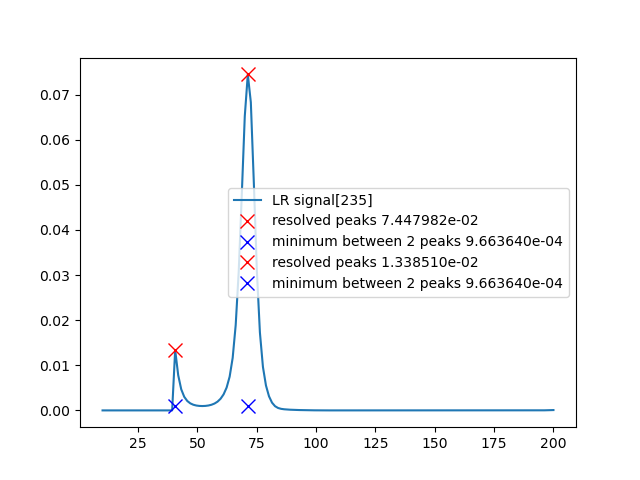 0.07
0.06
0.05
0.04
0.03
0.02
0.01
0.00
LR signal[235]
resolved peaks 7.447982e-02
minimum between 2 peaks 9.663640e-04
resolved peaks 1.338510e-02
minimum between 2 peaks 9.663640e-04
25 50 75 100 125 150 175 200